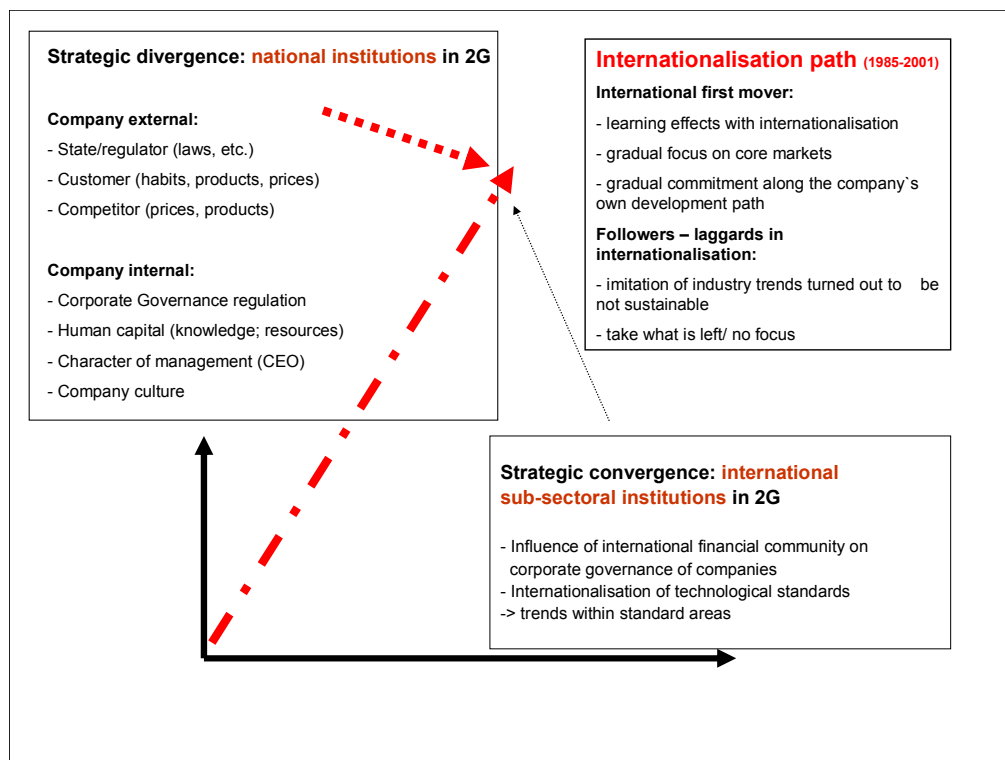 Strategic divergence: national institutions in 2G
Company external:
- State/regulator (laws, etc.)
- Customer (habits, products, prices)
- Competitor (prices, products)
Company internal:
- Corporate Governance regulation
- Human capital (knowledge; resources)
- Character of management (CEO)
- Company culture
Internationalisation path (1985-2001)
International first mover:
- learning effects with internationalisation
- gradual focus on core markets
- gradual commitment along the company`s
own development path
Followers – laggards in
internationalisation:
- imitation of industry trends turned out to be
not sustainable
- take what is left/ no focus
Strategic convergence: international
sub-sectoral institutions in 2G
- Influence of international financial community on
corporate governance of companies
- Internationalisation of technological standards
-> trends within standard areas